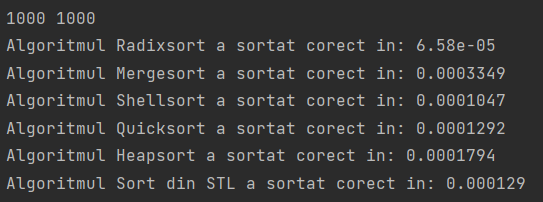 1000 1000
Algoritmul Radixsort a sortat corect in: 6.58e-05
Algoritmul Mergesort a sortat corect in: 0.0003349
Algoritmul Shellsort a sortat corect in: 0.0001047
Algoritmul Quicksort a sortat corect in: 0.0001292
Algoritmul Heapsort a sortat corect in: 0.0001794
Algoritmul Sort din STL a sortat corect in: 0.000129